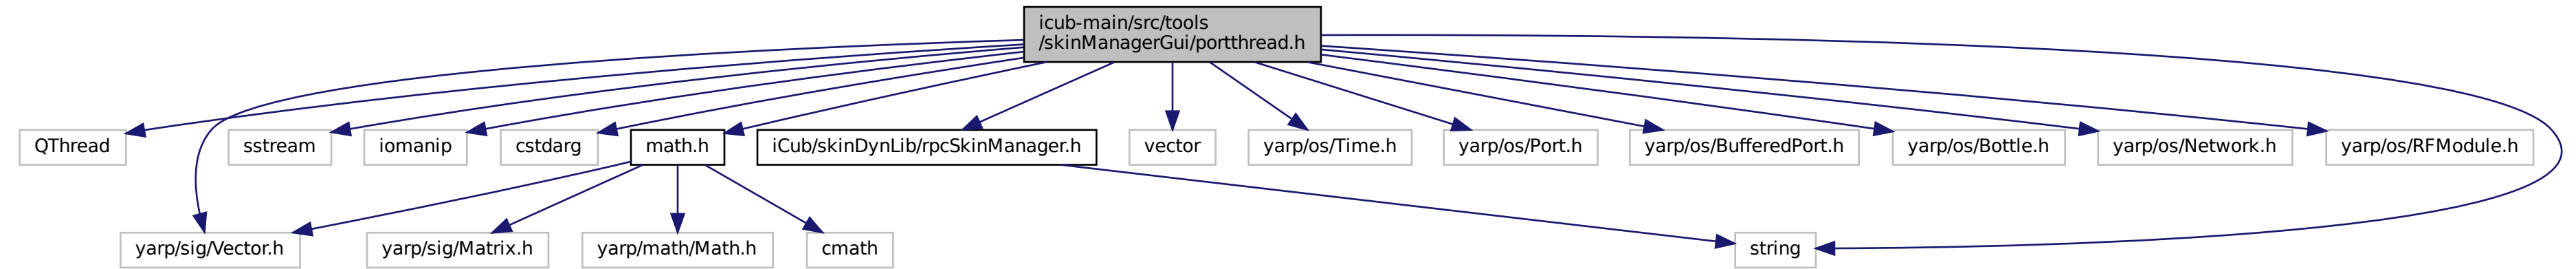 icub-main/src/tools
/skinManagerGui/portthread.h
QThread
sstream
iomanip
cstdarg
math.h
iCub/skinDynLib/rpcSkinManager.h
vector
yarp/os/Time.h
yarp/os/Port.h
yarp/os/BufferedPort.h
yarp/os/Bottle.h
yarp/os/Network.h
yarp/os/RFModule.h
yarp/sig/Vector.h
yarp/sig/Matrix.h
yarp/math/Math.h
cmath
string